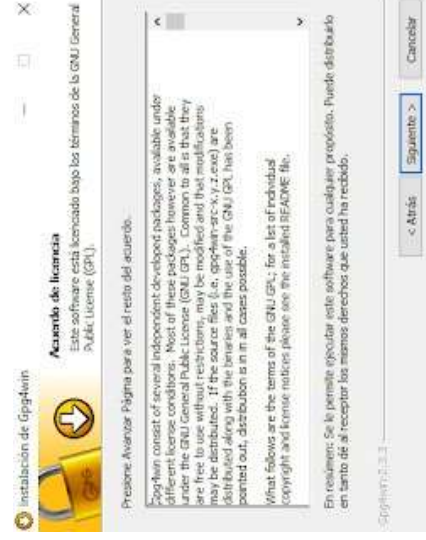 Instalación de Gpg4win
Acuerdo de licencia
Este software está licenciado bajo los términos de la GNU General
Public License (GPL).
Presione Avanzar Página para ver el resto del acuerdo.
Gpg4win consist of several independent developed packages, available under
different license conditions. Most of these packages however are available
under the GNU General Public License (GNU GPL). Common to all is that they
are free to use without restrictions, may be modified and that modifications
may be distributed. If the source files (i.e. gpg4win-src-x.y.z.exe) are
distributed along with the binaries and the use of the GNU GPL has been
pointed out, distribution is in all cases possible.
What follows are the terms of the GNU GPL; for a list of individual
copyright and license notices please see the installed README file.
En resúmen: Se le permite ejecutar este software para cualquier propósito. Puede distribuirlo
en tanto dé al receptor los mismos derechos que usted ha recibido.
Gpg4win-2.3.3
< Atrás
Siguiente >
Cancelar